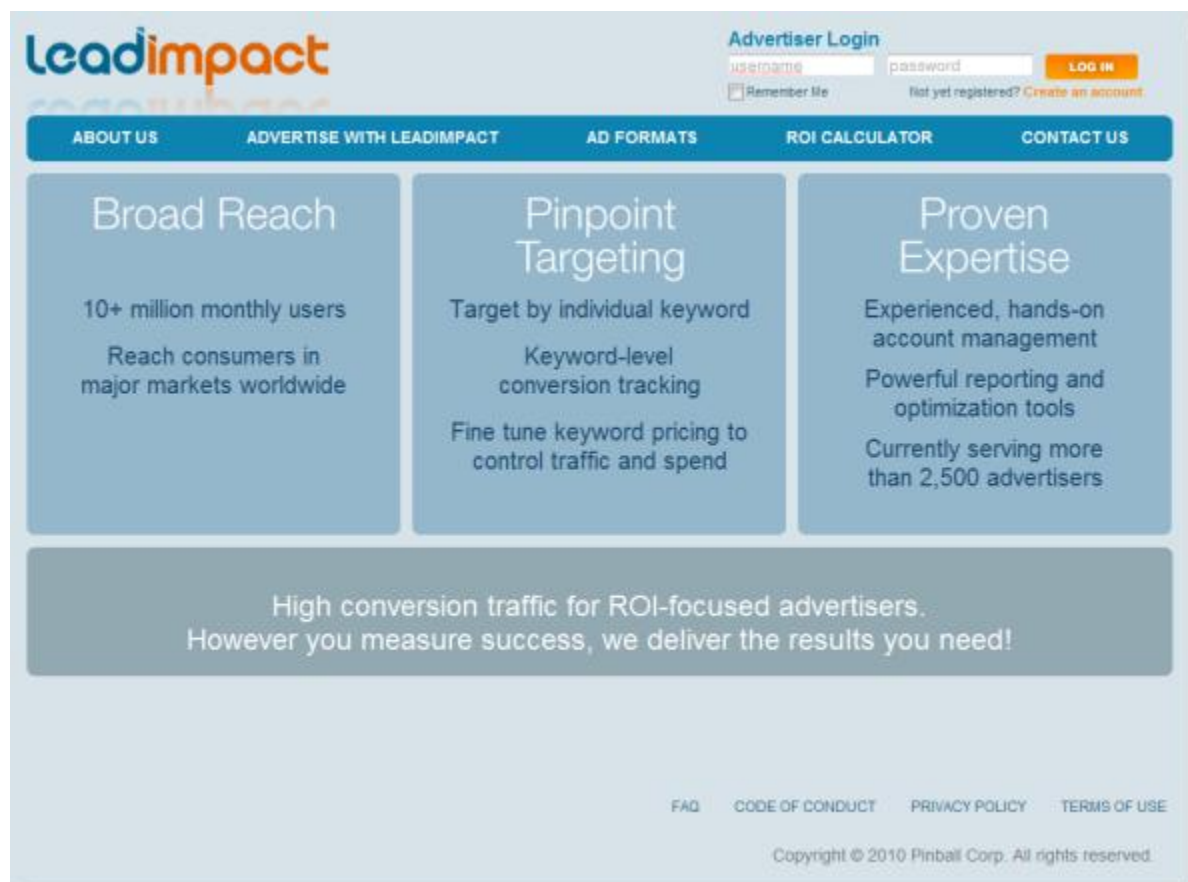 leadimpact
Advertiser Login
username password LOG IN
Remember Me Not yet registered? Create an account
ABOUT US ADVERTISE WITH LEADIMPACT AD FORMATS ROI CALCULATOR CONTACT US
Broad Reach
10+ million monthly users
Reach consumers in
major markets worldwide
Pinpoint
Targeting
Target by individual keyword
Keyword-level
conversion tracking
Fine tune keyword pricing to
control traffic and spend
Proven
Expertise
Experienced, hands-on
account management
Powerful reporting and
optimization tools
Currently serving more
than 2,500 advertisers
High conversion traffic for ROI-focused advertisers.
However you measure success, we deliver the results you need!
FAQ CODE OF CONDUCT PRIVACY POLICY TERMS OF USE
Copyright © 2010 Pinball Corp. All rights reserved.